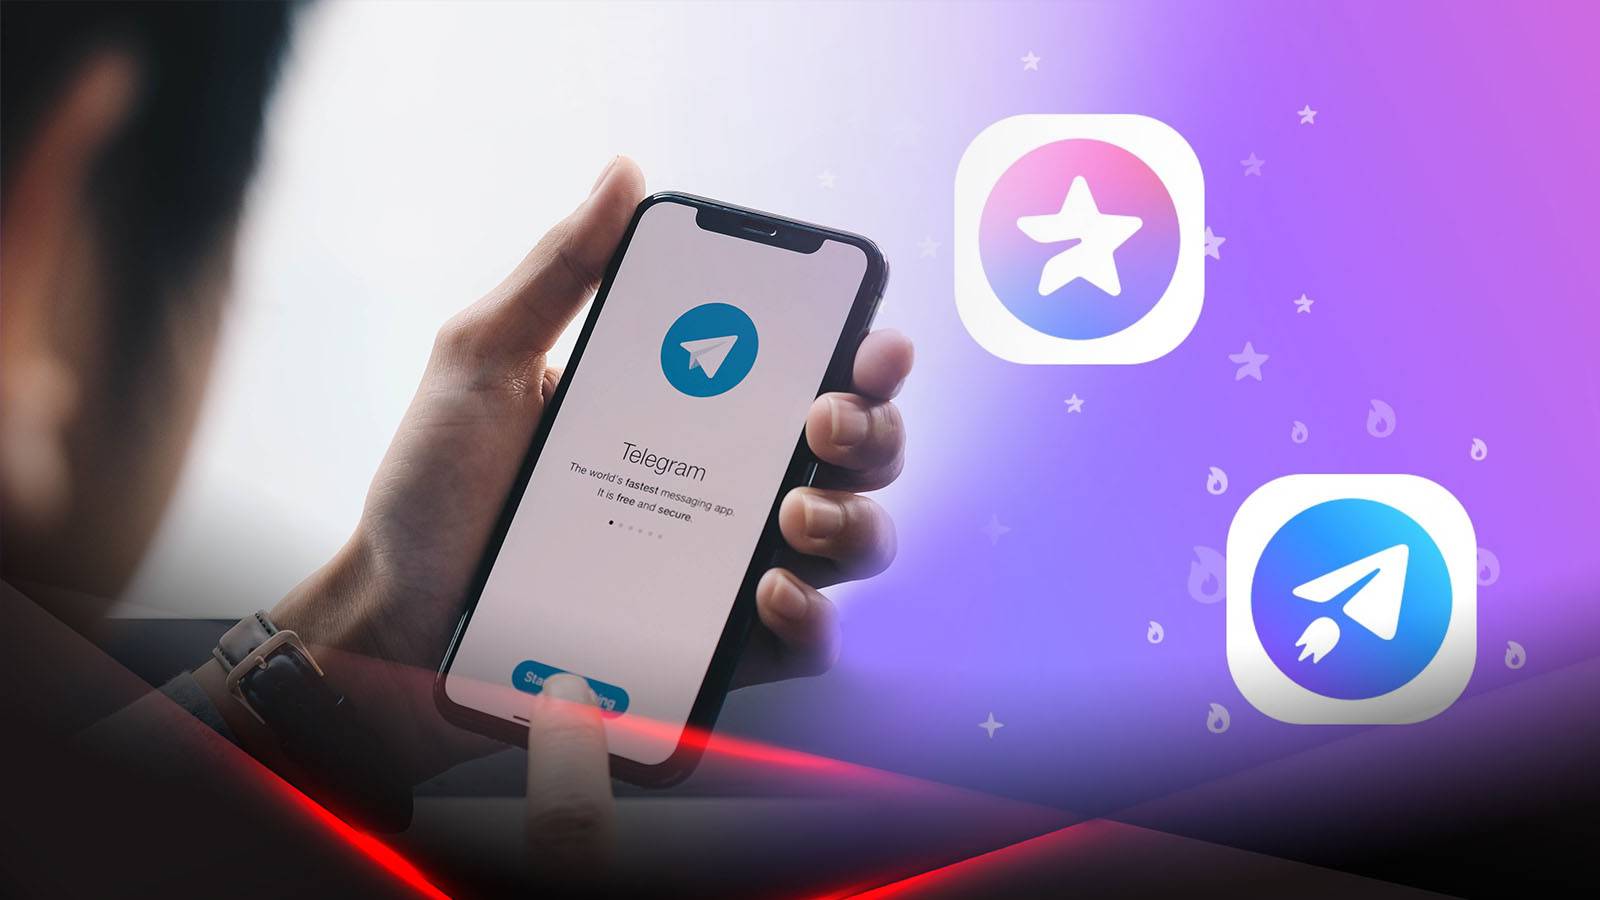 Telegram
The world's fastest messaging app.
It is free and secure.